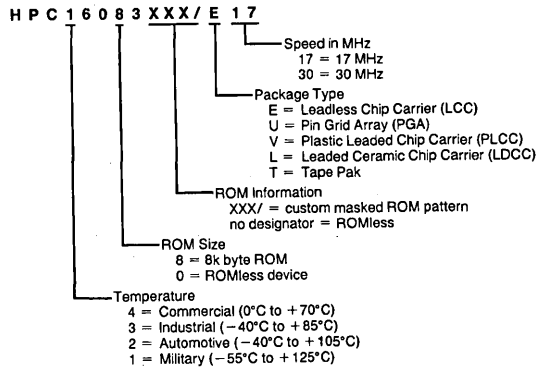 HPC16083XXX/E17
Speed in MHz
17 = 17 MHz
30 = 30 MHz
Package Type
E = Leadless Chip Carrier (LCC)
U = Pin Grid Array (PGA)
V = Plastic Leaded Chip Carrier (PLCC)
L = Leaded Ceramic Chip Carrier (LDCC)
T = Tape Pak
ROM Information
XXX/ = custom masked ROM pattern
no designator = ROMless
ROM Size
8 = 8k byte ROM
0 = ROMless device
Temperature
4 = Commercial (0°C to +70°C)
3 = Industrial (−40°C to +85°C)
2 = Automotive (−40°C to +105°C)
1 = Military (−55°C to +125°C)